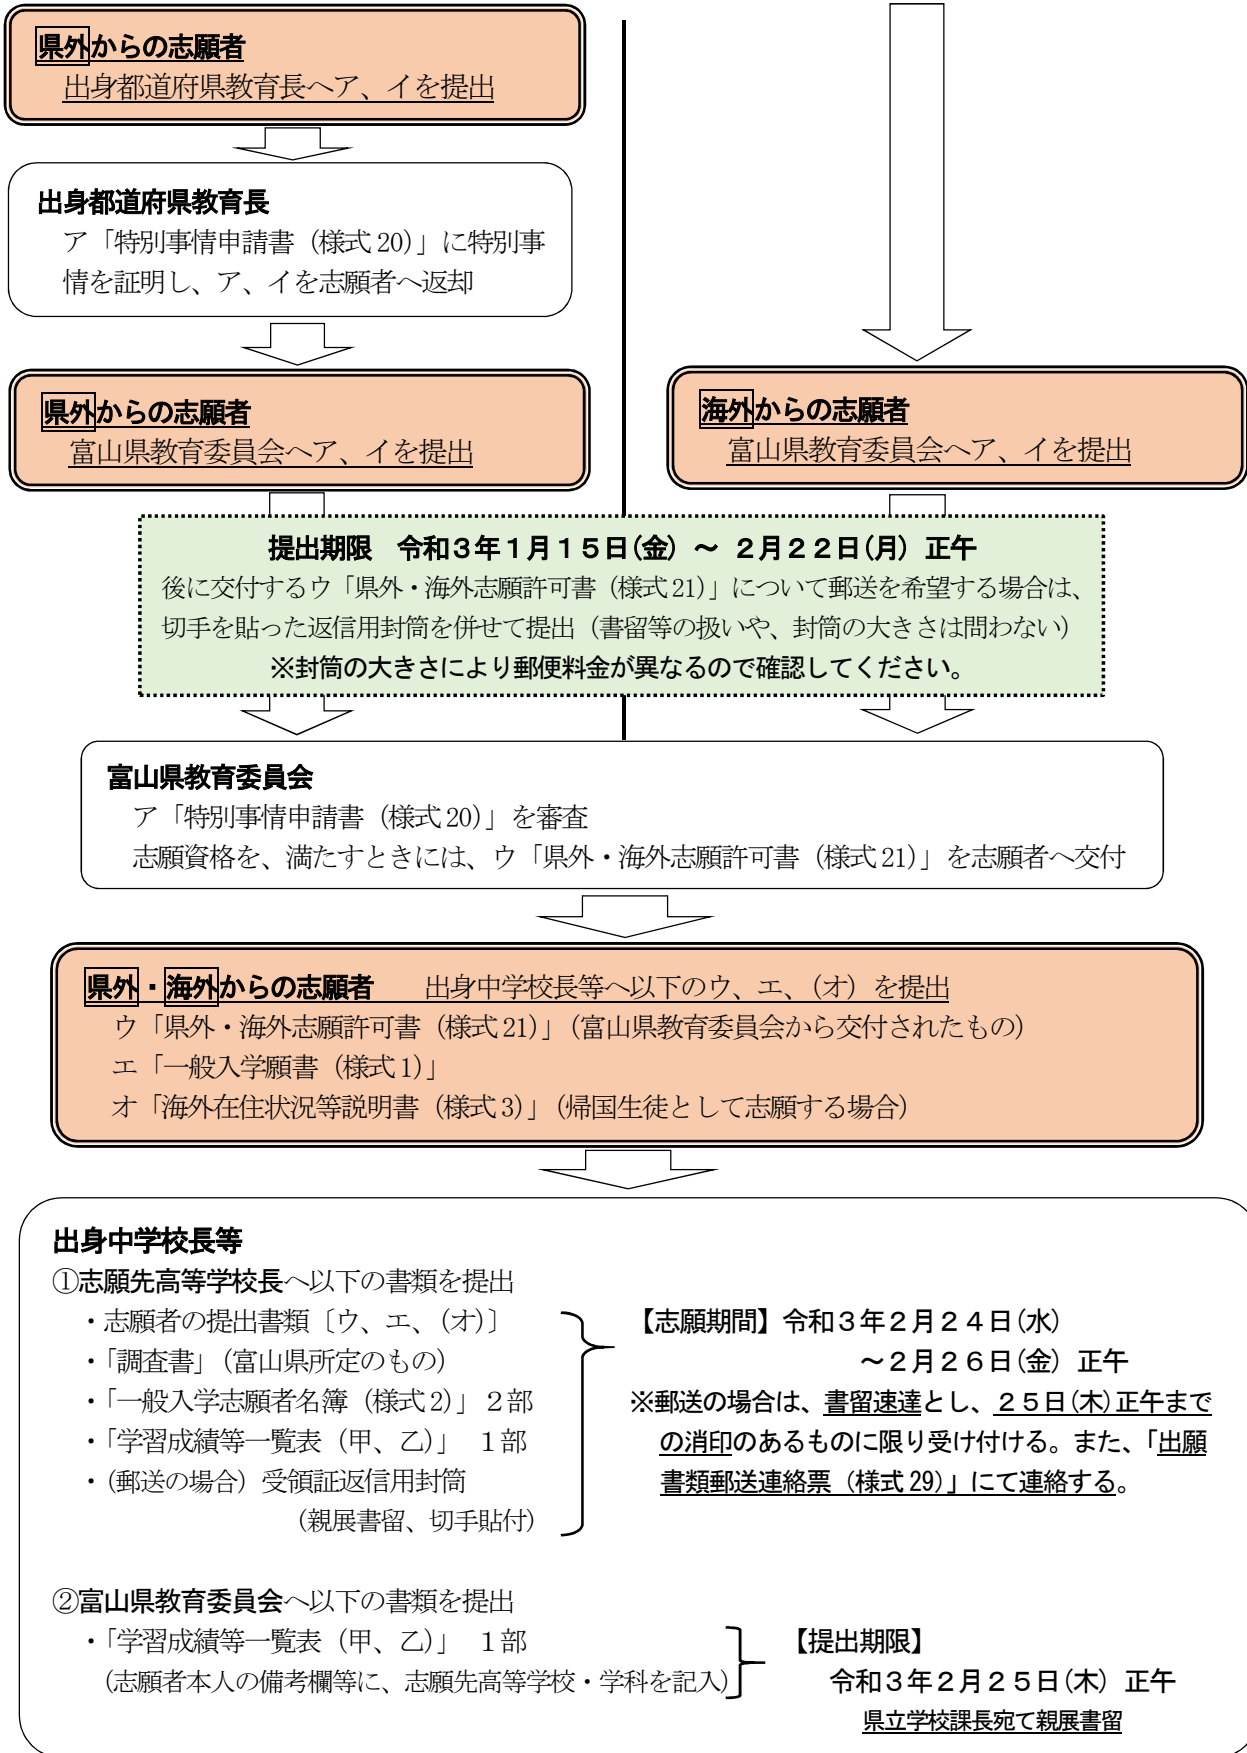 県外からの志願者
出身都道府県教育長へア、イを提出
出身都道府県教育長
ア「特別事情申請書（様式20）」に特別事
情を証明し、ア、イを志願者へ返却
県外からの志願者
富山県教育委員会へア、イを提出
海外からの志願者
富山県教育委員会へア、イを提出
提出期限　令和３年１月１５日(金) ～ ２月２２日(月) 正午
後に交付するウ「県外・海外志願許可書（様式21）」について郵送を希望する場合は、
切手を貼った返信用封筒を併せて提出（書留等の扱いや、封筒の大きさは問わない）
※封筒の大きさにより郵便料金が異なるので確認してください。
富山県教育委員会
ア「特別事情申請書（様式20）」を審査
志願資格を、満たすときには、ウ「県外・海外志願許可書（様式21）」を志願者へ交付
県外・海外からの志願者　出身中学校長等へ以下のウ、エ、（オ）を提出
ウ「県外・海外志願許可書（様式21）」（富山県教育委員会から交付されたもの）
エ「一般入学願書（様式1）」
オ「海外在住状況等説明書（様式3）」（帰国生徒として志願する場合）
出身中学校長等
①志願先高等学校長へ以下の書類を提出
・志願者の提出書類〔ウ、エ、（オ）〕
・「調査書」（富山県所定のもの）
・「一般入学志願者名簿（様式2）」２部
・「学習成績等一覧表（甲、乙）」　１部
・（郵送の場合）受領証返信用封筒
（親展書留、切手貼付）
【志願期間】令和３年２月２４日(水)
～２月２６日(金) 正午
※郵送の場合は、書留速達とし、２５日(木)正午まで
の消印のあるものに限り受け付ける。また、「出願
書類郵送連絡票（様式29）」にて連絡する。
②富山県教育委員会へ以下の書類を提出
・「学習成績等一覧表（甲、乙）」　１部
（志願者本人の備考欄等に、志願先高等学校・学科を記入）
【提出期限】
令和３年２月２５日(木) 正午
県立学校課長宛て親展書留